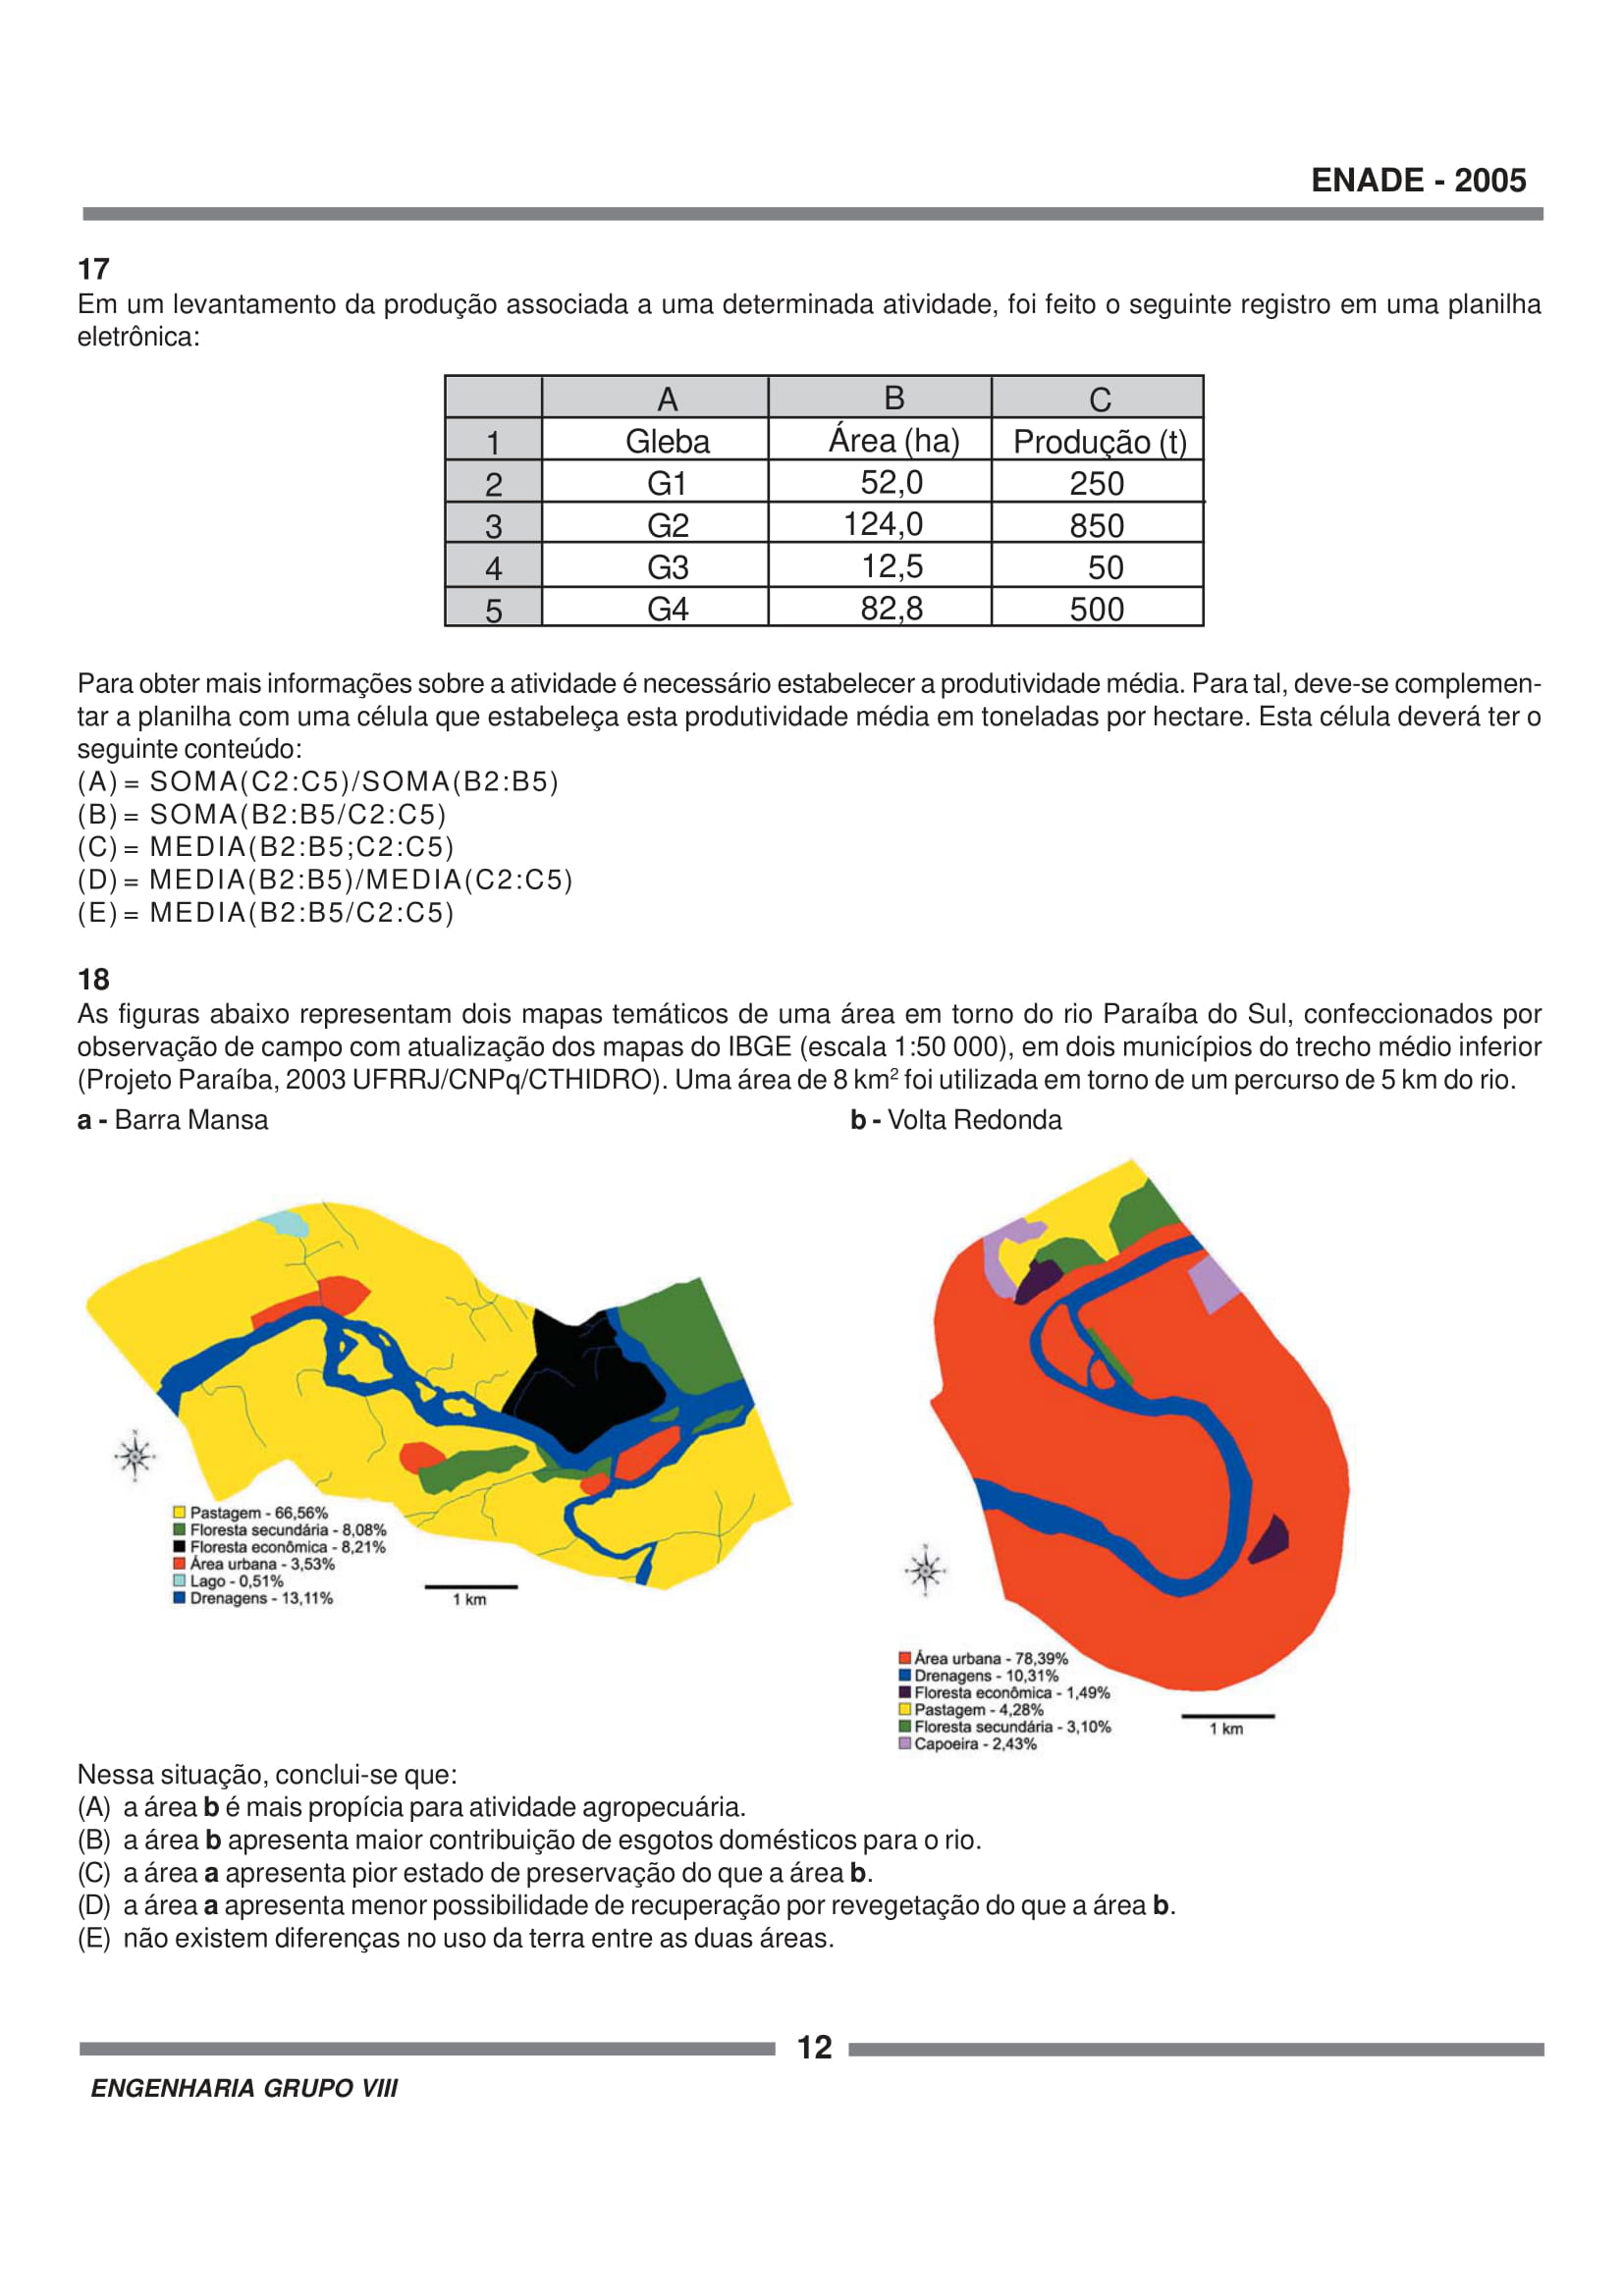 ENADE - 2005
17
Em um levantamento da produção associada a uma determinada atividade, foi feito o seguinte registro em uma planilha
eletrônica:
A B C
1 Gleba Área (ha) Produção (t)
2 G1 52,0 250
3 G2 124,0 850
4 G3 12,5 50
5 G4 82,8 500
Para obter mais informações sobre a atividade é necessário estabelecer a produtividade média. Para tal, deve-se complemen-
tar a planilha com uma célula que estabeleça esta produtividade média em toneladas por hectare. Esta célula deverá ter o
seguinte conteúdo:
(A) = SOMA(C2:C5)/SOMA(B2:B5)
(B) = SOMA(B2:B5/C2:C5)
(C) = MEDIA(B2:B5;C2:C5)
(D) = MEDIA(B2:B5)/MEDIA(C2:C5)
(E) = MEDIA(B2:B5/C2:C5)
18
As figuras abaixo representam dois mapas temáticos de uma área em torno do rio Paraíba do Sul, confeccionados por
observação de campo com atualização dos mapas do IBGE (escala 1:50 000), em dois municípios do trecho médio inferior
(Projeto Paraíba, 2003 UFRRJ/CNPq/CTHIDRO). Uma área de 8 km² foi utilizada em torno de um percurso de 5 km do rio.
a - Barra Mansa
b - Volta Redonda
N
Pastagem - 66,56%
Floresta secundária - 8,08%
Floresta econômica - 8,21%
Área urbana - 3,53%
Lago - 0,51%
Drenagens - 13,11%
1 km
N
Área urbana - 78,39%
Drenagens - 10,31%
Floresta econômica - 1,49%
Pastagem - 4,28%
Floresta secundária - 3,10%
Capoeira - 2,43%
1 km
Nessa situação, conclui-se que:
(A) a área b é mais propícia para atividade agropecuária.
(B) a área b apresenta maior contribuição de esgotos domésticos para o rio.
(C) a área a apresenta pior estado de preservação do que a área b.
(D) a área a apresenta menor possibilidade de recuperação por revegetação do que a área b.
(E) não existem diferenças no uso da terra entre as duas áreas.
12
ENGENHARIA GRUPO VIII